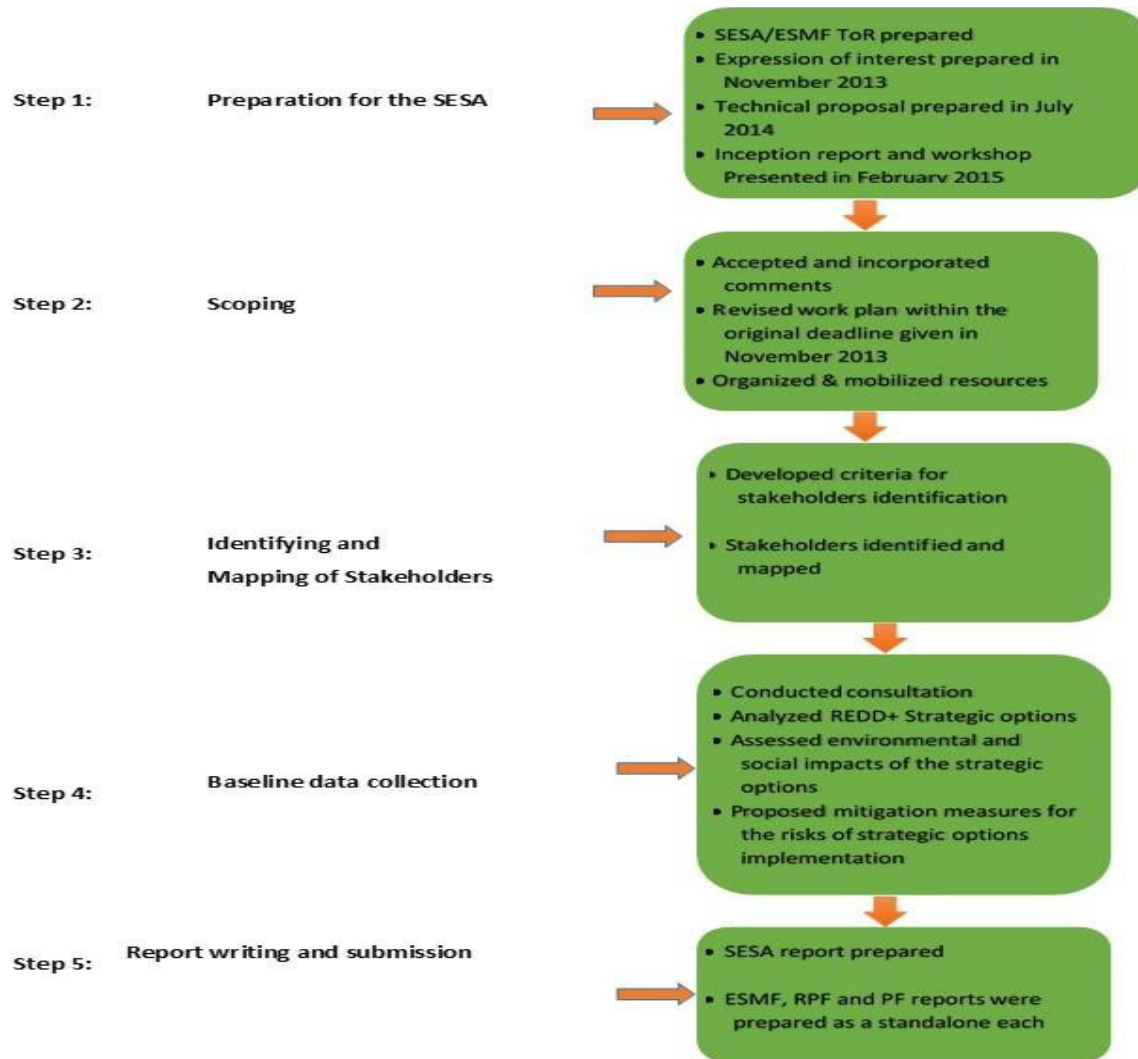 Step 1:
Preparation for the SESA
• SESA/ESMF ToR prepared
• Expression of interest prepared in
November 2013
• Technical proposal prepared in July
2014
• Inception report and workshop
Presented in February 2015
Step 2:
Scoping
• Accepted and incorporated
comments
• Revised work plan within the
original deadline given in
November 2013
• Organized & mobilized resources
Step 3:
Identifying and
Mapping of Stakeholders
• Developed criteria for
stakeholders identification
• Stakeholders identified and
mapped
Step 4:
Baseline data collection
• Conducted consultation
• Analyzed REDD+ Strategic options
• Assessed environmental and
social impacts of the strategic
options
• Proposed mitigation measures for
the risks of strategic options
implementation
Step 5:
Report writing and submission
• SESA report prepared
• ESMF, RPF and PF reports were
prepared as a standalone each